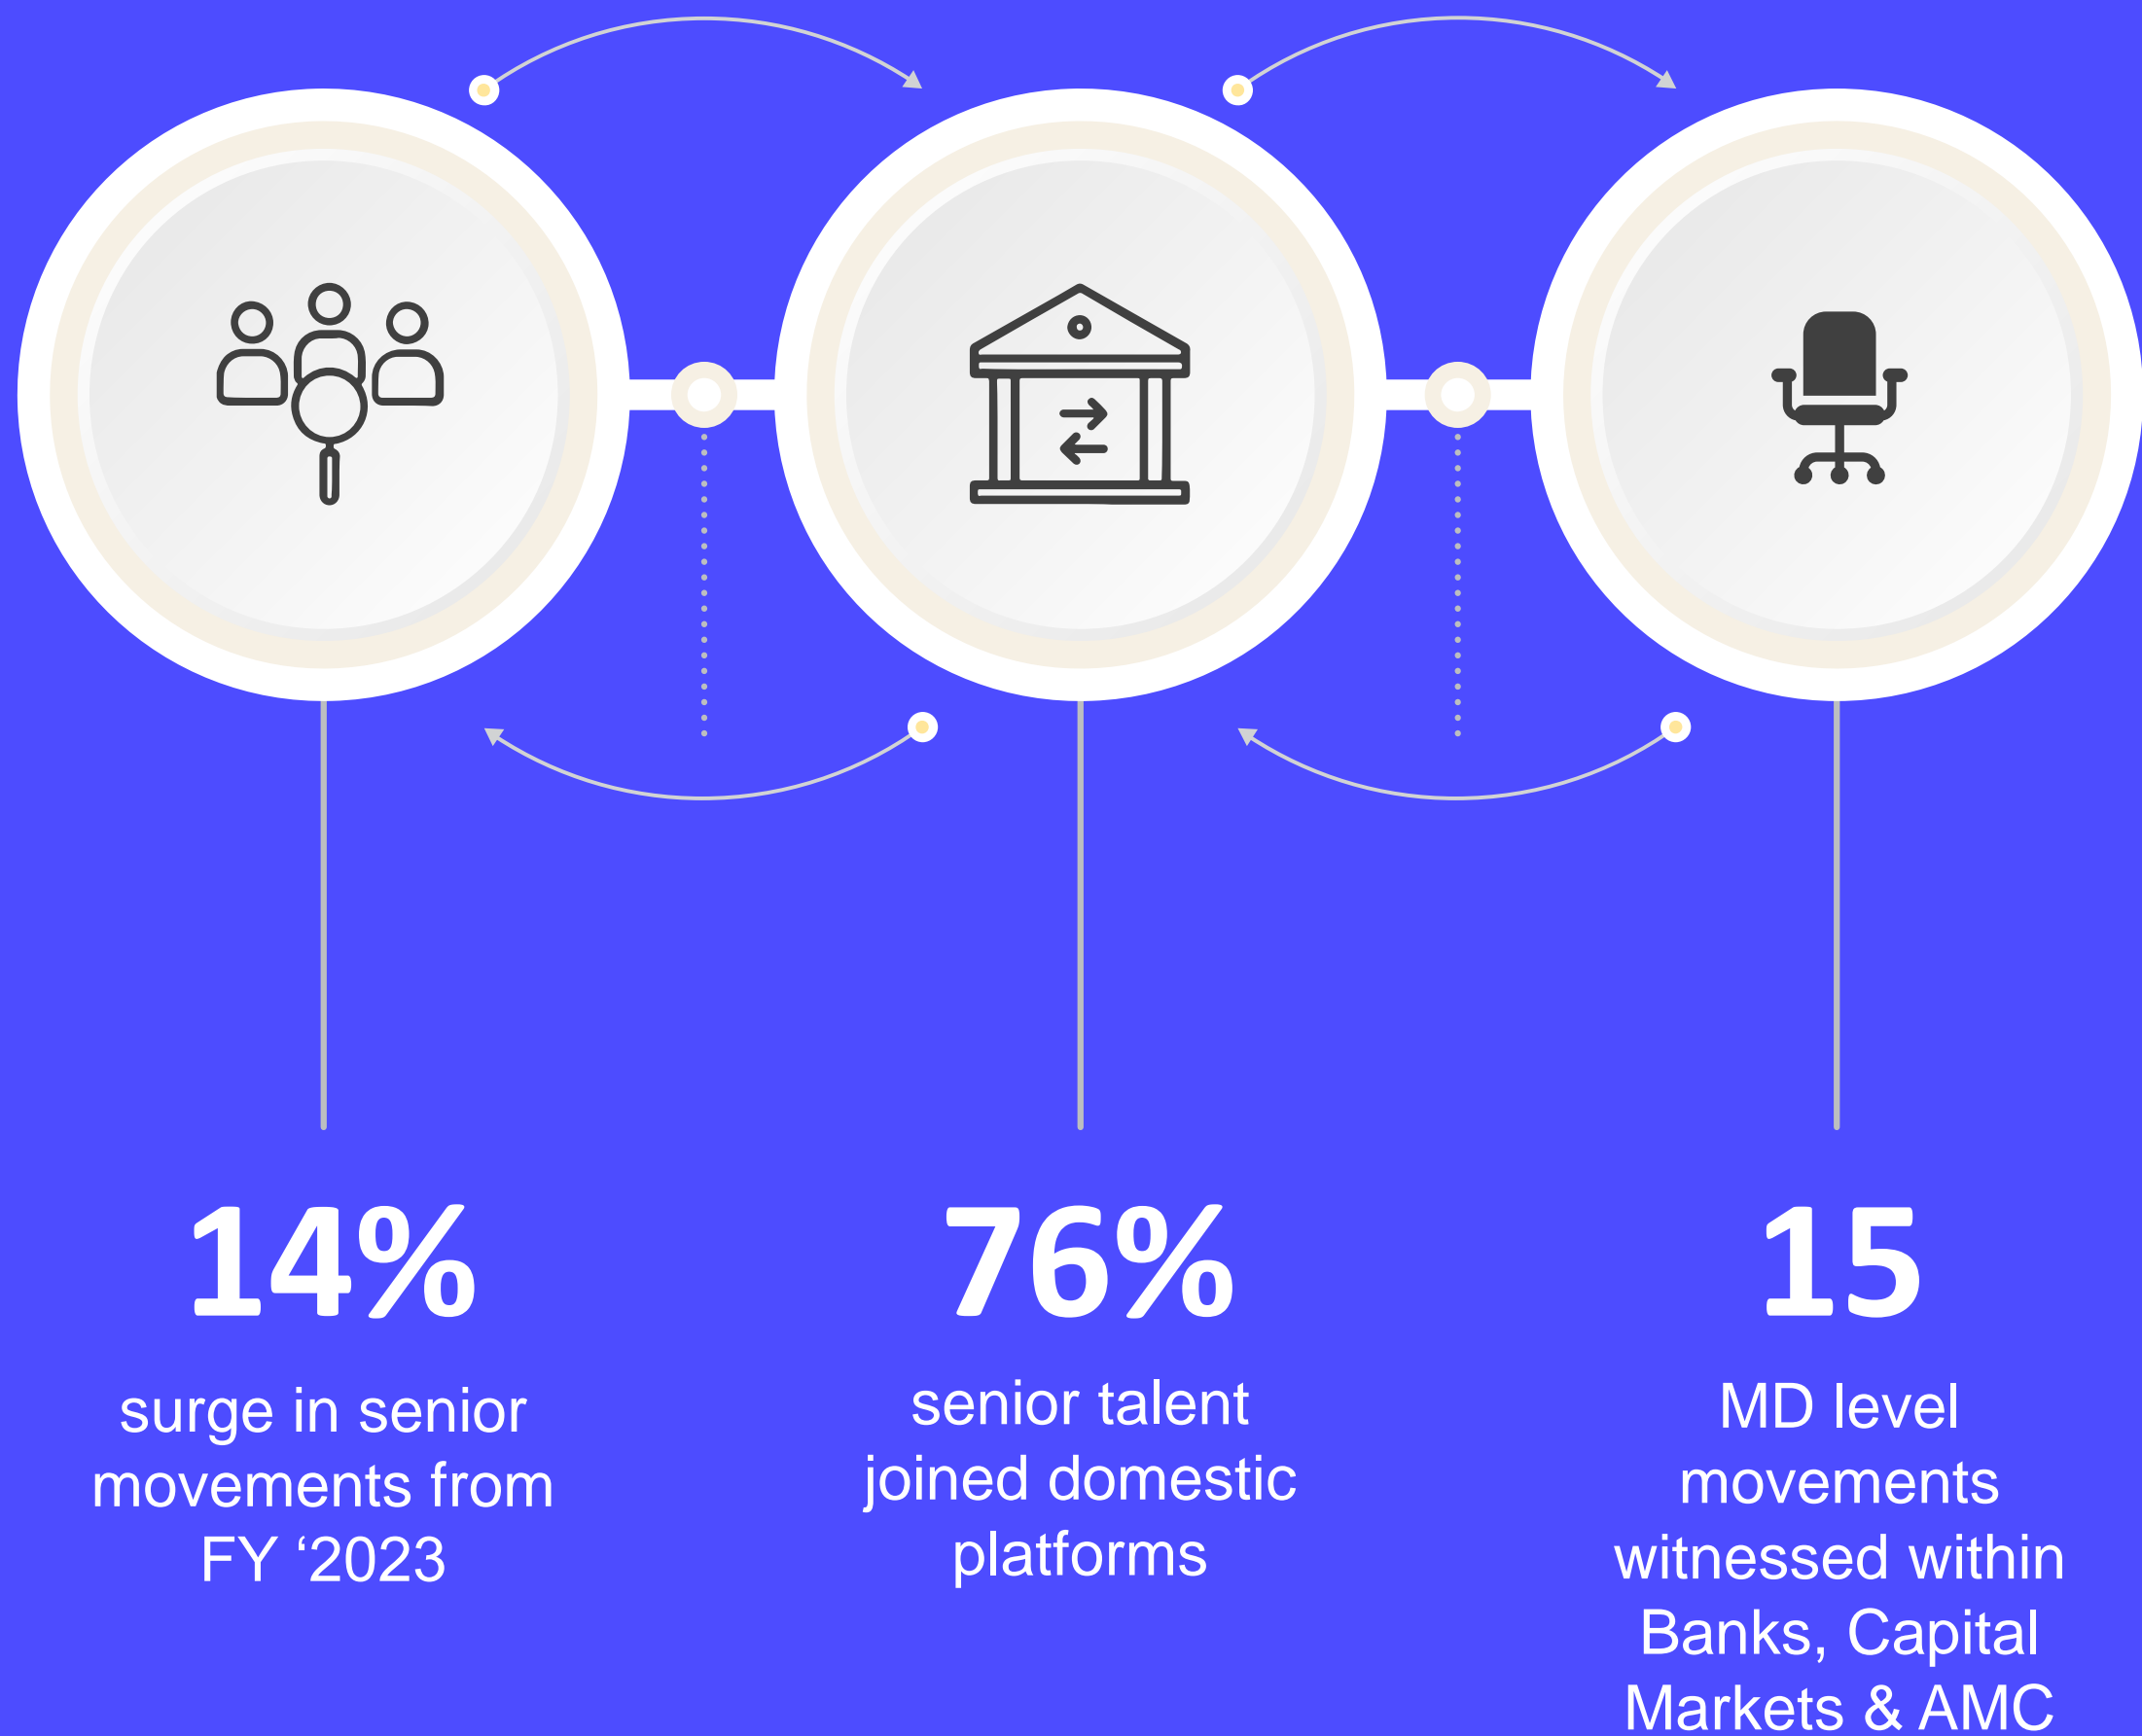 14%
surge in senior
movements from
FY ‘2023
76%
senior talent
joined domestic
platforms
15
MD level
movements
witnessed within
Banks, Capital
Markets & AMC